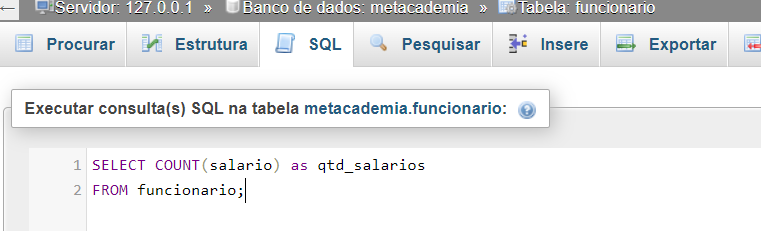 ← Servidor: 127.0.0.1 » Banco de dados: metacademia » Tabela: funcionario
Procurar Estrutura SQL Pesquisar Insere Exportar
Executar consulta(s) SQL na tabela metacademia.funcionario:
1 SELECT COUNT(salario) as qtd_salarios
2 FROM funcionario;